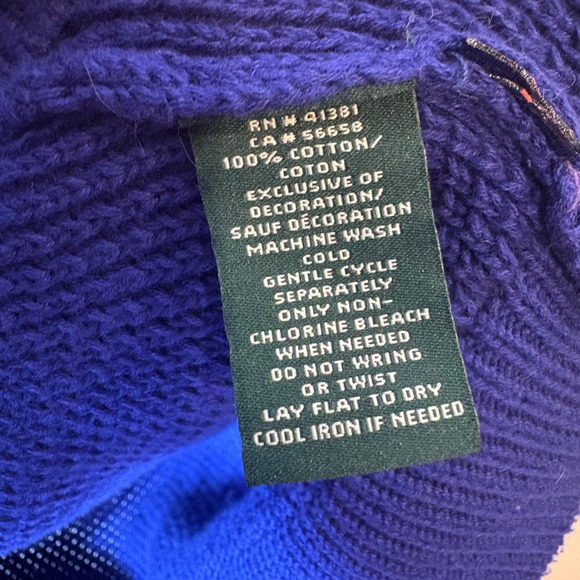 RN # 41381
CA # 56658
100% COTTON/
COTON
EXCLUSIVE OF
DECORATION/
SAUF DÉCORATION
MACHINE WASH
COLD
GENTLE CYCLE
SEPARATELY
ONLY NON-
CHLORINE BLEACH
WHEN NEEDED
DO NOT WRING
OR TWIST
LAY FLAT TO DRY
COOL IRON IF NEEDED